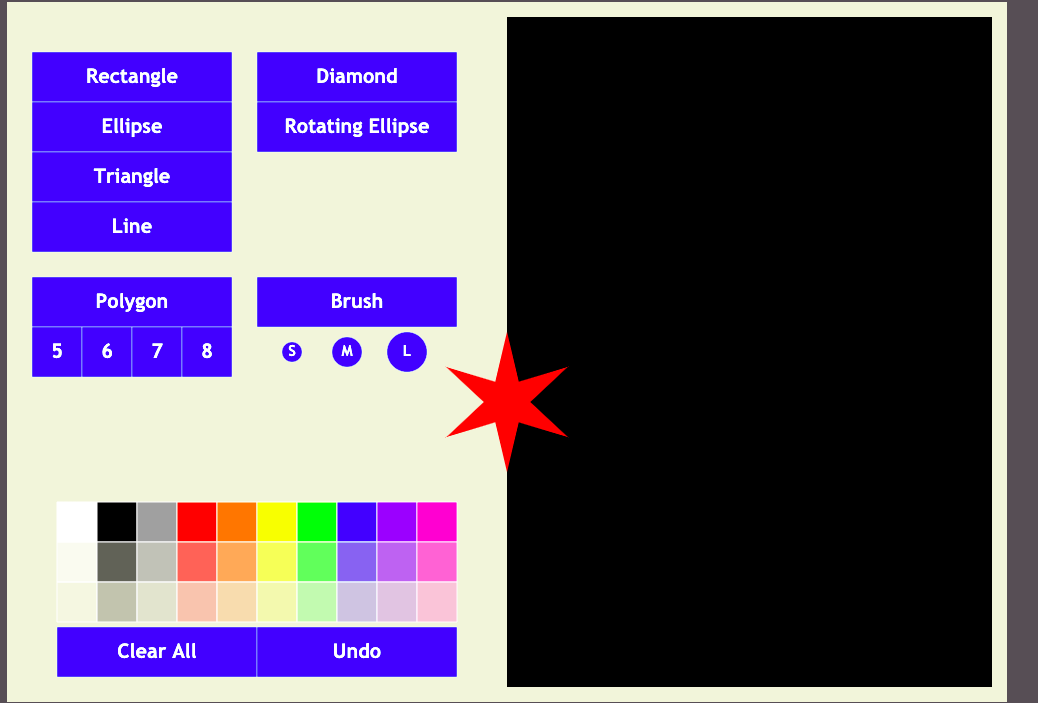 Rectangle
Diamond
Ellipse
Rotating Ellipse
Triangle
Line
Polygon
Brush
5 6 7 8
S M L
Clear All
Undo